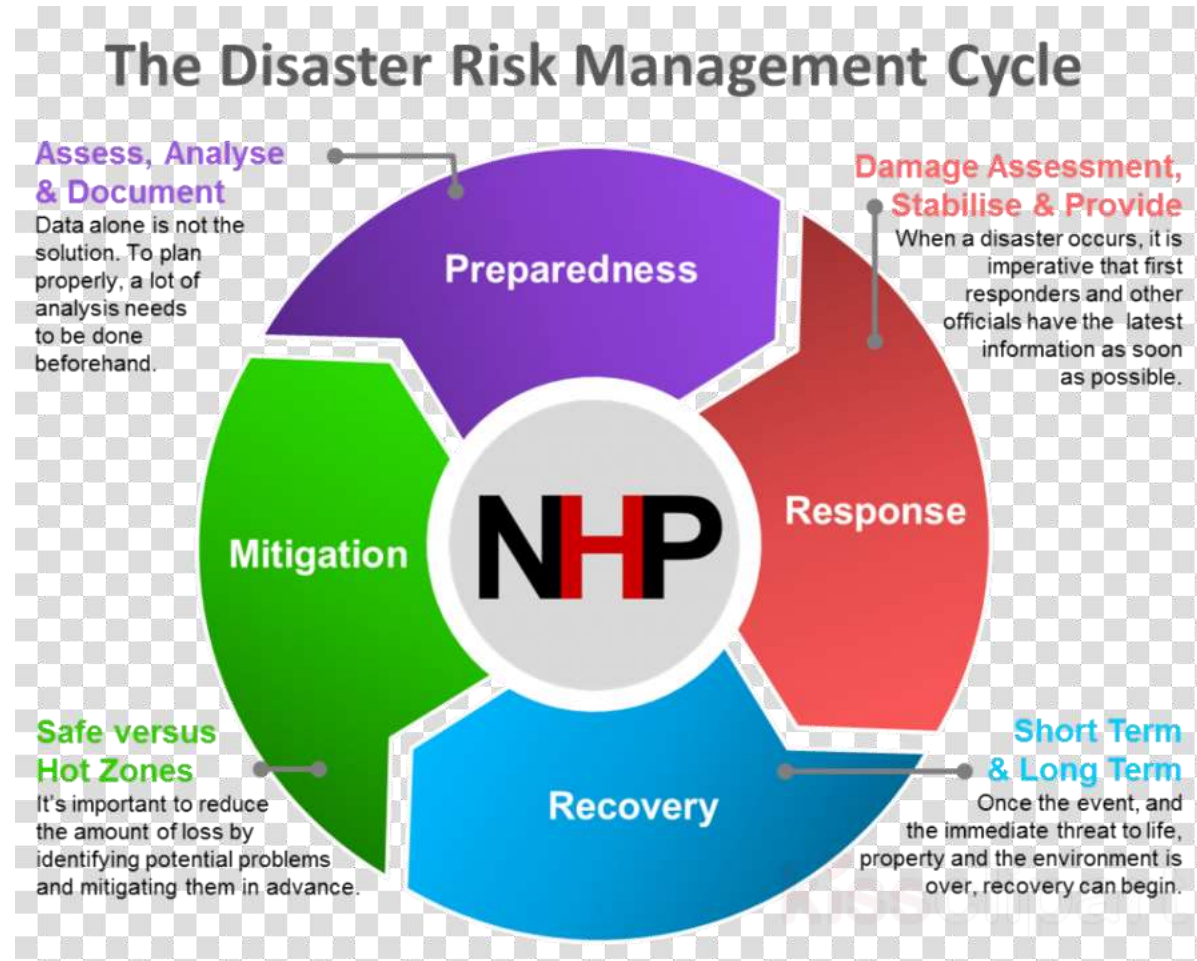 The Disaster Risk Management Cycle
Assess, Analyse
& Document
Data alone is not the
solution. To plan
properly, a lot of
analysis needs
to be done
beforehand.
Damage Assessment,
Stabilise & Provide
When a disaster occurs, it is
imperative that first
responders and other
officials have the latest
information as soon
as possible.
Preparedness
Response
Mitigation
NHP
Recovery
Safe versus
Hot Zones
It's important to reduce
the amount of loss by
identifying potential problems
and mitigating them in advance.
Short Term
& Long Term
Once the event, and
the immediate threat to life,
property and the environment is
over, recovery can begin.
kissclipart